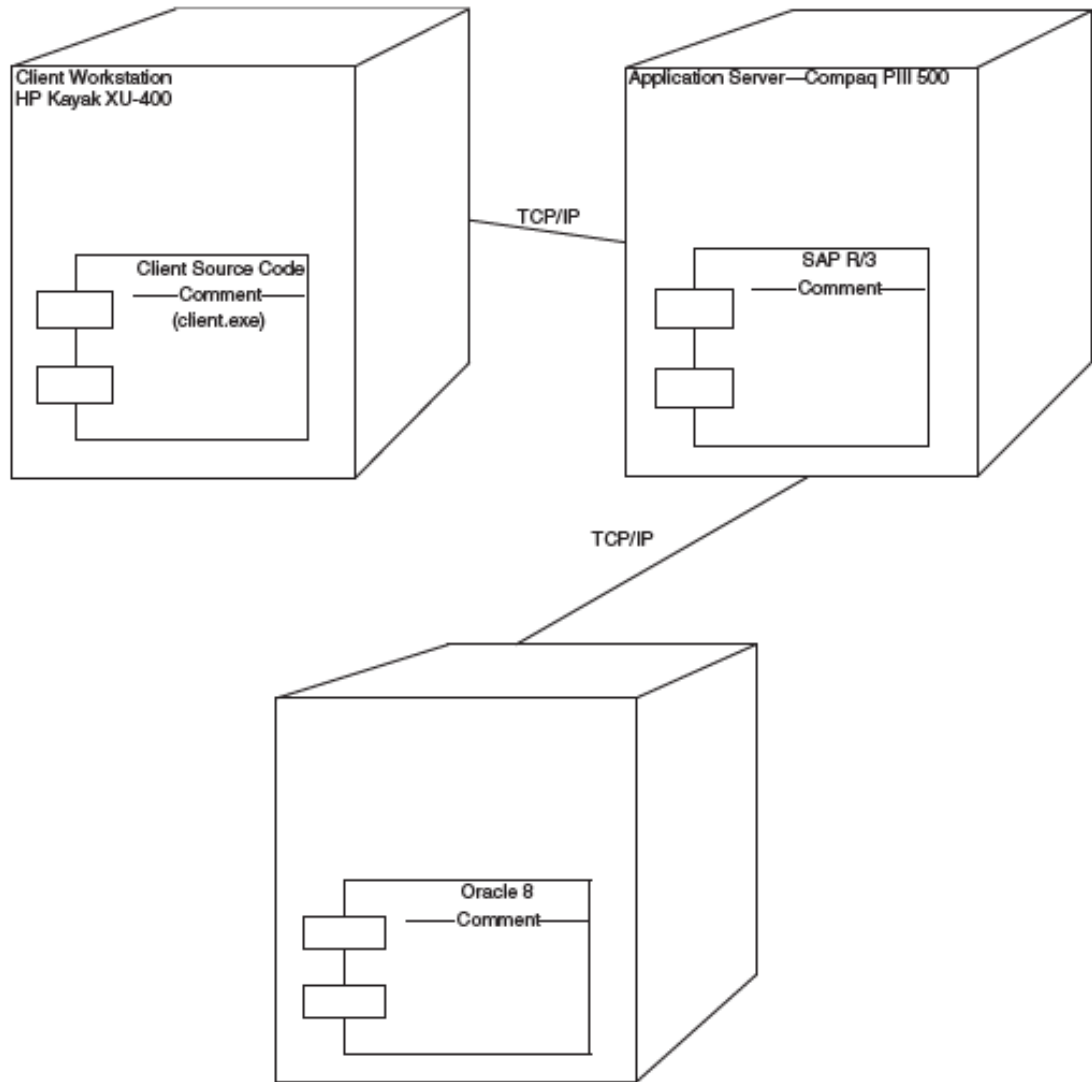 Client Workstation
HP Kayak XU-400
Application Server—Compaq PIII 500
TCP/IP
Client Source Code
Comment
(client.exe)
SAP R/3
Comment
TCP/IP
Oracle 8
Comment